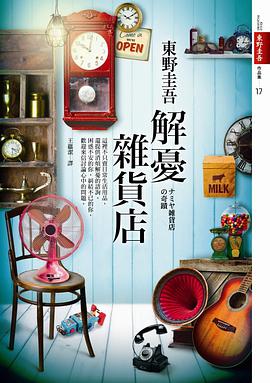 Come in
We're
OPEN
東野圭吾
作品集
17
東野圭吾
解憂
雜貨店
ナミヤ雑貨店
の奇蹟
這裡不只賣日常生活用品，
還提供消煩解憂的諮詢。
困惑不安的你，糾結不已的你，
歡迎來信討論心中的問題。
王蘊潔 譯
MILK